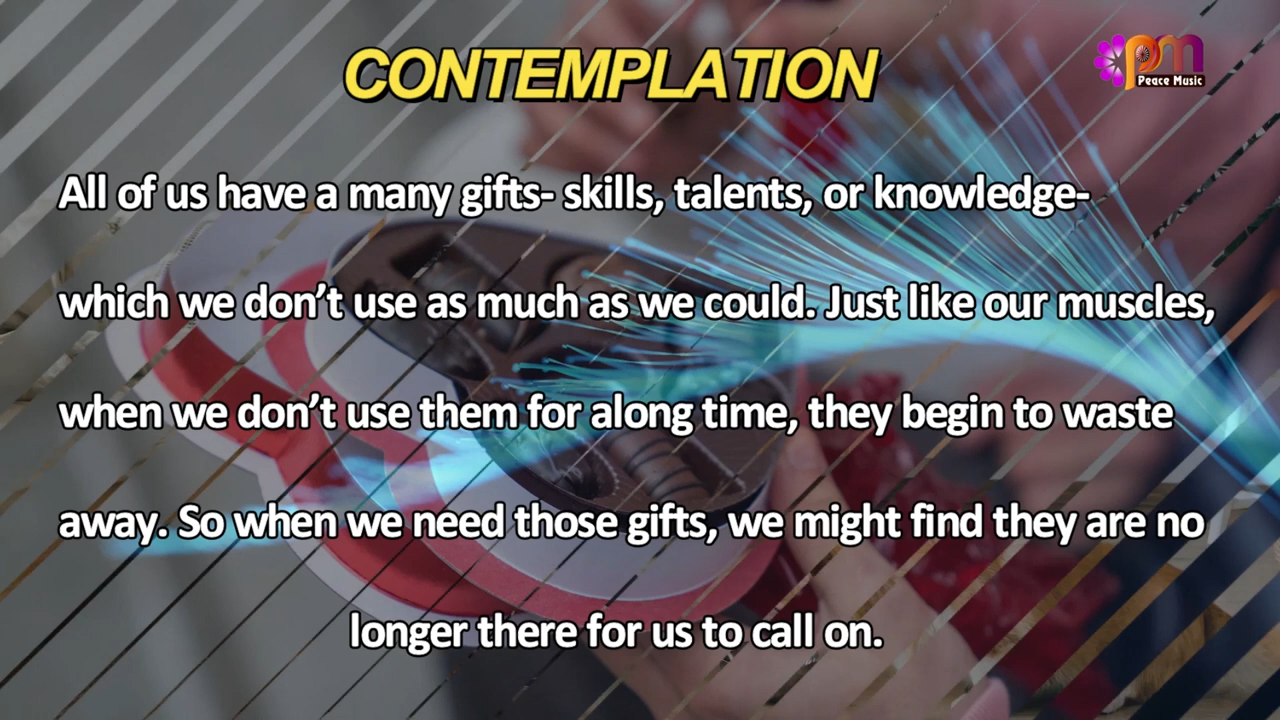 CONTEMPLATION
pm
Peace Music
All of us have a many gifts- skills, talents, or knowledge-
which we don’t use as much as we could. Just like our muscles,
when we don’t use them for along time, they begin to waste
away. So when we need those gifts, we might find they are no
longer there for us to call on.